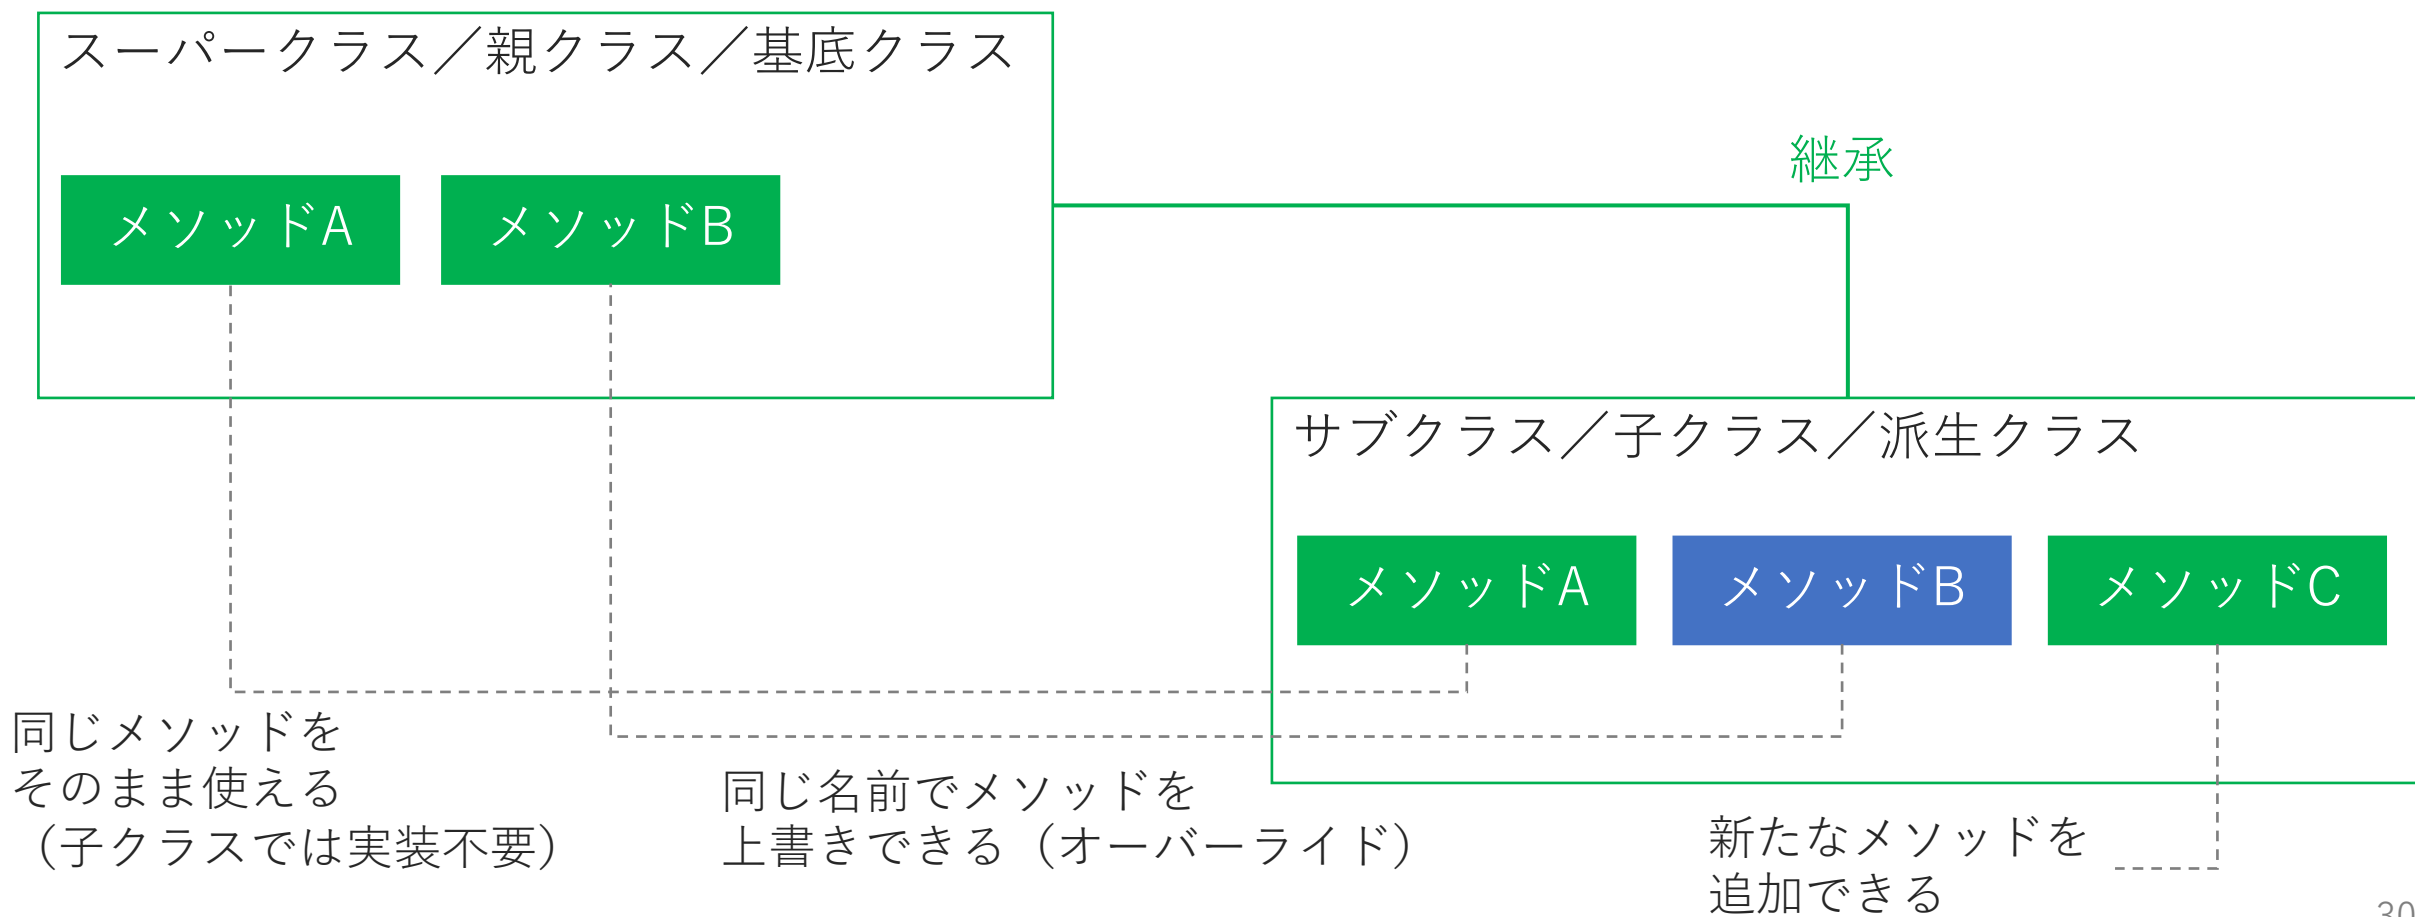 スーパークラス／親クラス／基底クラス
メソッドA
メソッドB
継承
サブクラス／子クラス／派生クラス
メソッドA
メソッドB
メソッドC
同じメソッドを
そのまま使える
（子クラスでは実装不要）
同じ名前でメソッドを
上書きできる（オーバーライド）
新たなメソッドを
追加できる
30